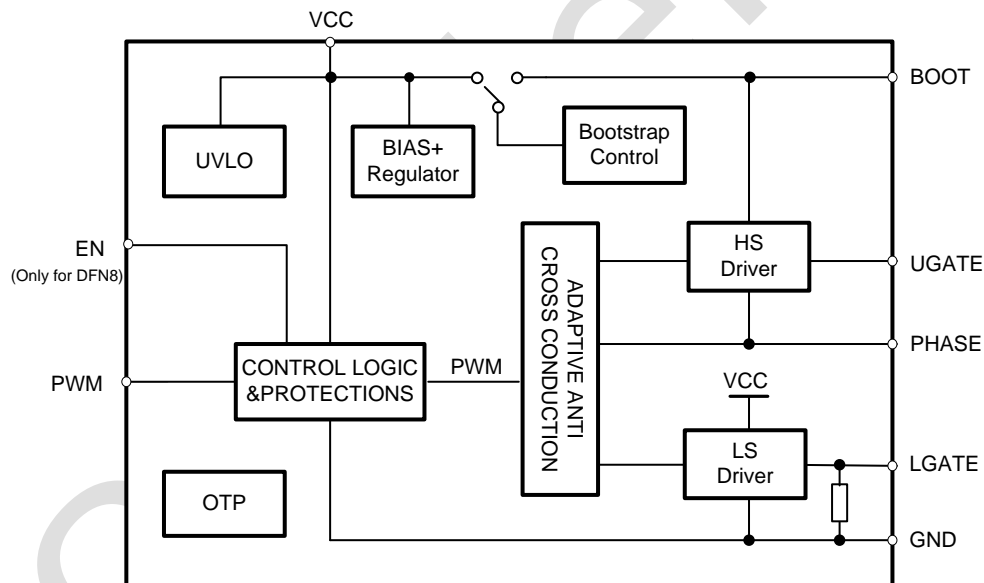 VCC
BOOT
UVLO
BIAS+
Regulator
Bootstrap
Control
EN
(Only for DFN8)
HS
Driver
UGATE
ADAPTIVE ANTI
CROSS CONDUCTION
PHASE
PWM
CONTROL LOGIC
&PROTECTIONS
PWM
VCC
LS
Driver
LGATE
OTP
GND